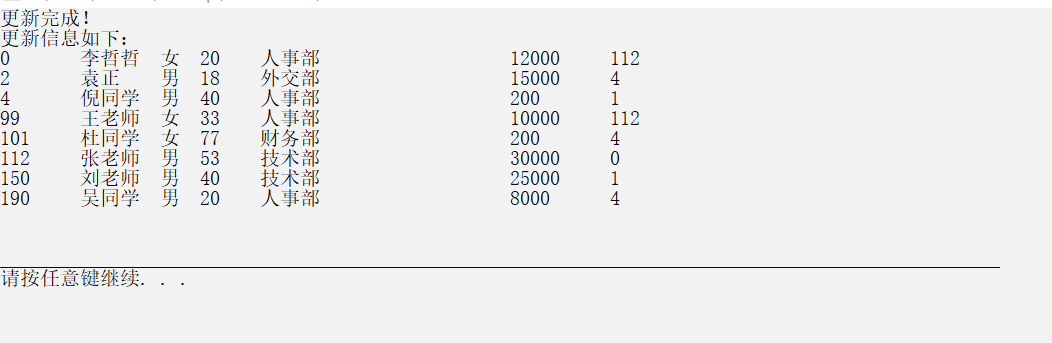 更新完成!
更新信息如下:
0 李哲哲 女 20 人事部 12000 112
2 袁正 男 18 外交部 15000 4
4 倪同学 男 40 人事部 200 1
99 王老师 女 33 人事部 10000 112
101 杜同学 女 77 财务部 200 4
112 张老师 男 53 技术部 30000 0
150 刘老师 男 40 技术部 25000 1
190 吴同学 男 20 人事部 8000 4
请按任意键继续. . .